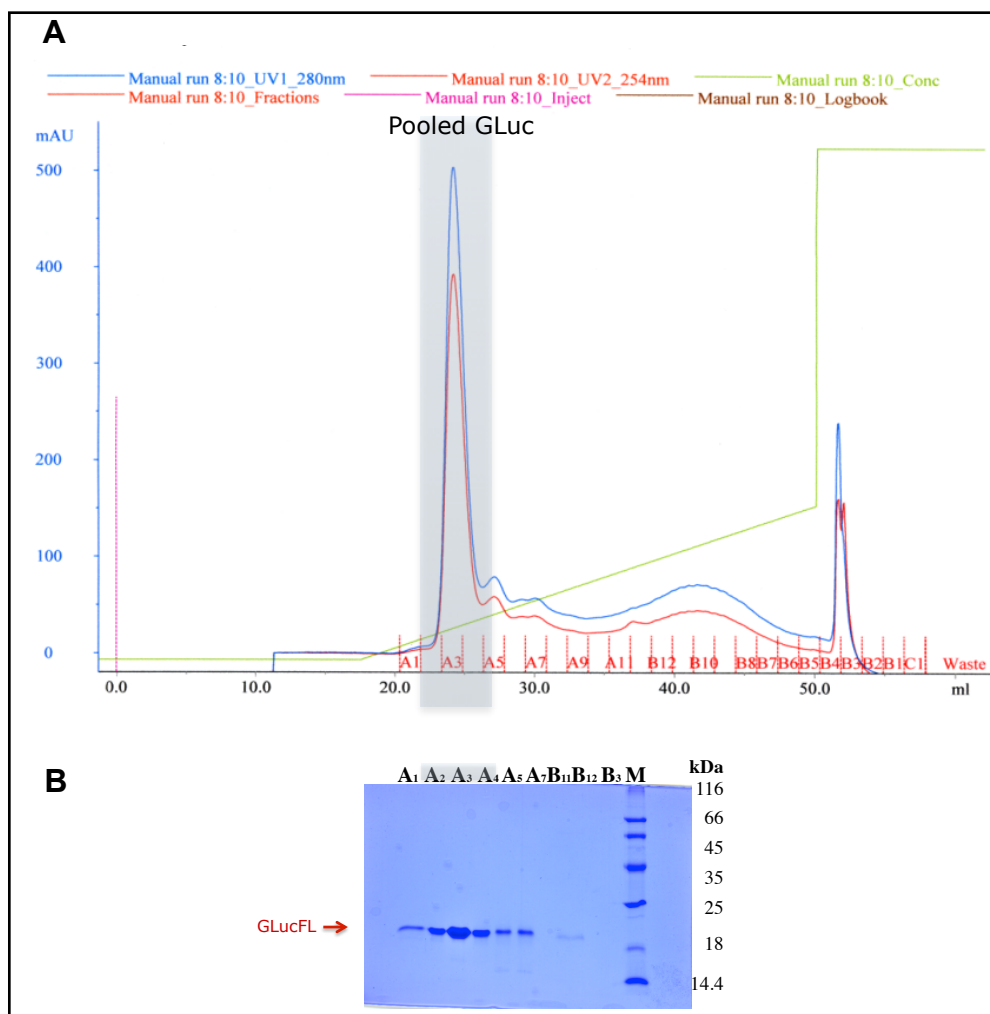 A
Manual run 8:10_UV1_280nm Manual run 8:10_UV2_254nm Manual run 8:10_Conc
Manual run 8:10_Fractions Manual run 8:10_Inject Manual run 8:10_Logbook
Pooled GLuc
mAU
500
400
300
200
100
0
A1 A3 A5 A7 A9 A11 B12 B10 B8 B7 B6 B5 B4 B3 B2 B1 C1 Waste
0.0 10.0 20.0 30.0 40.0 50.0 ml
B
A1 A2 A3 A4 A5 A7 B11 B12 B3 M kDa
116
66
45
35
25
GLucFL
18
14.4